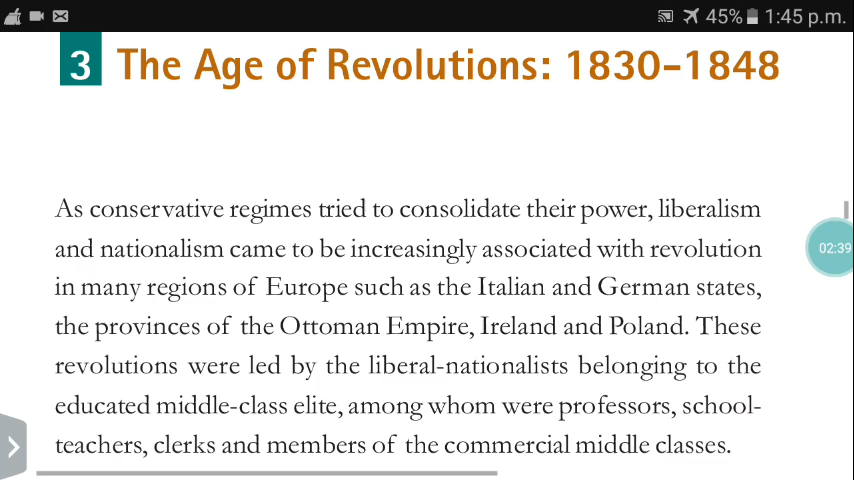 45% 1:45 p.m.
3 The Age of Revolutions: 1830-1848
As conservative regimes tried to consolidate their power, liberalism
and nationalism came to be increasingly associated with revolution
in many regions of Europe such as the Italian and German states,
02:39
the provinces of the Ottoman Empire, Ireland and Poland. These
revolutions were led by the liberal-nationalists belonging to the
educated middle-class elite, among whom were professors, school-
teachers, clerks and members of the commercial middle classes.